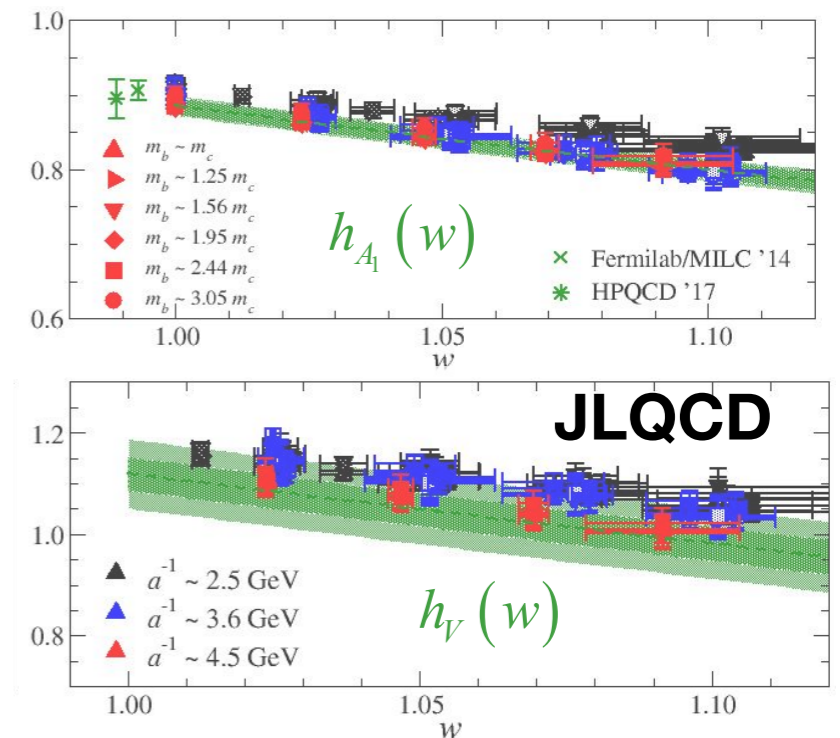 1.0
0.8
0.6
m_b ~ m_c
m_b ~ 1.25 m_c
m_b ~ 1.56 m_c
m_b ~ 1.95 m_c
m_b ~ 2.44 m_c
m_b ~ 3.05 m_c
h_{A_1}(w)
Fermilab/MILC '14
HPQCD '17
1.00 1.05 1.10
w
JLQCD
1.2
1.0
0.8
a^{-1} ~ 2.5 GeV
a^{-1} ~ 3.6 GeV
a^{-1} ~ 4.5 GeV
h_V(w)
1.00 1.05 1.10
w